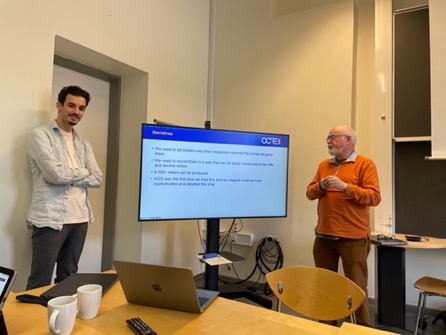 Narratives
We need to tell bidders why their responses received the scores we gave
them
We need to record them in a way that can be easily transferred to the offer
and decline letters
4,200+ letters will be produced
2020 was the first time we tried this and we imagine it will be more
sophisticated and detailed this time